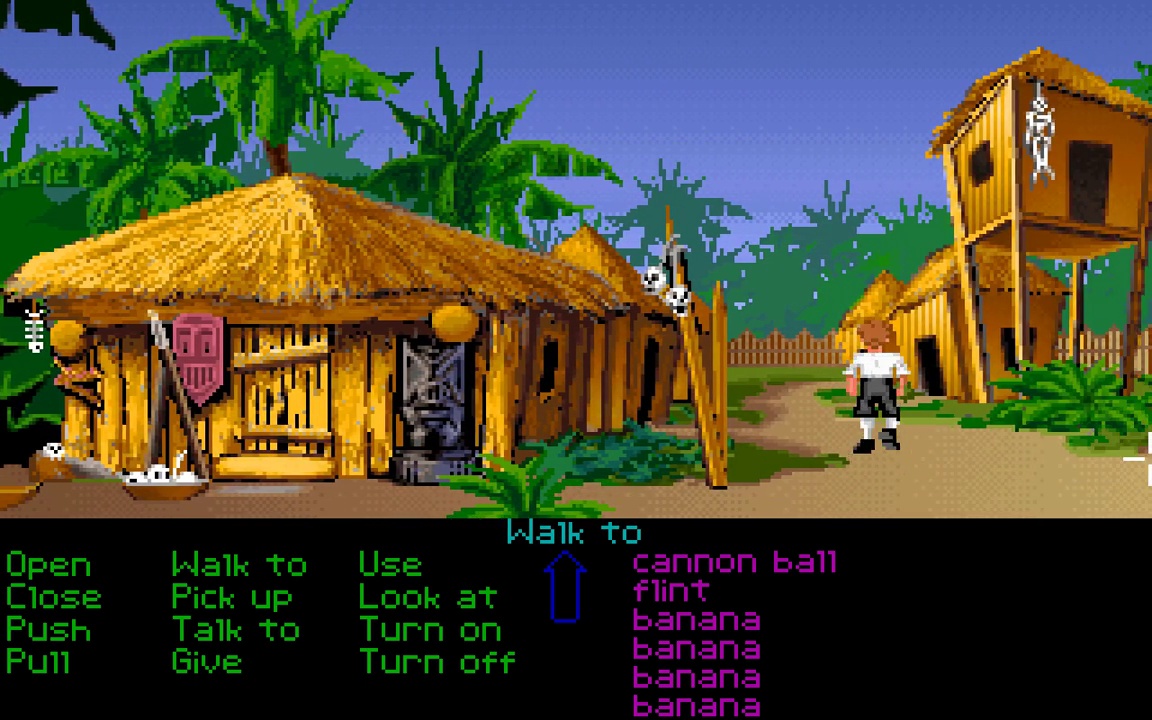 Walk to
Open Walk to Use
Close Pick up Look at
Push Talk to Turn on
Pull Give Turn off
cannon ball
flint
banana
banana
banana
banana